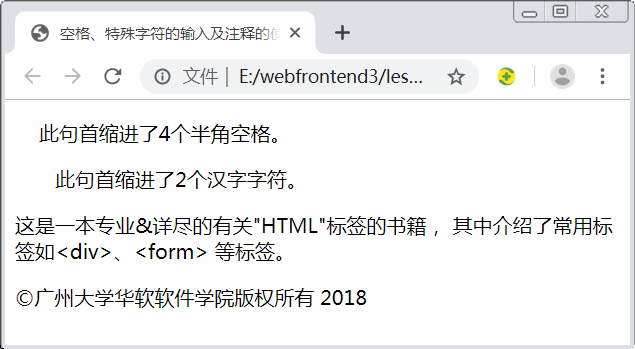 空格、特殊字符的输入及注释的
文件 | E:/webfrontend3/les...
此句首缩进了4个半角空格。
此句首缩进了2个汉字字符。
这是一本专业&详尽的有关"HTML"标签的书籍，其中介绍了常用标
签如<div>、<form> 等标签。
©广州大学华软软件学院版权所有 2018